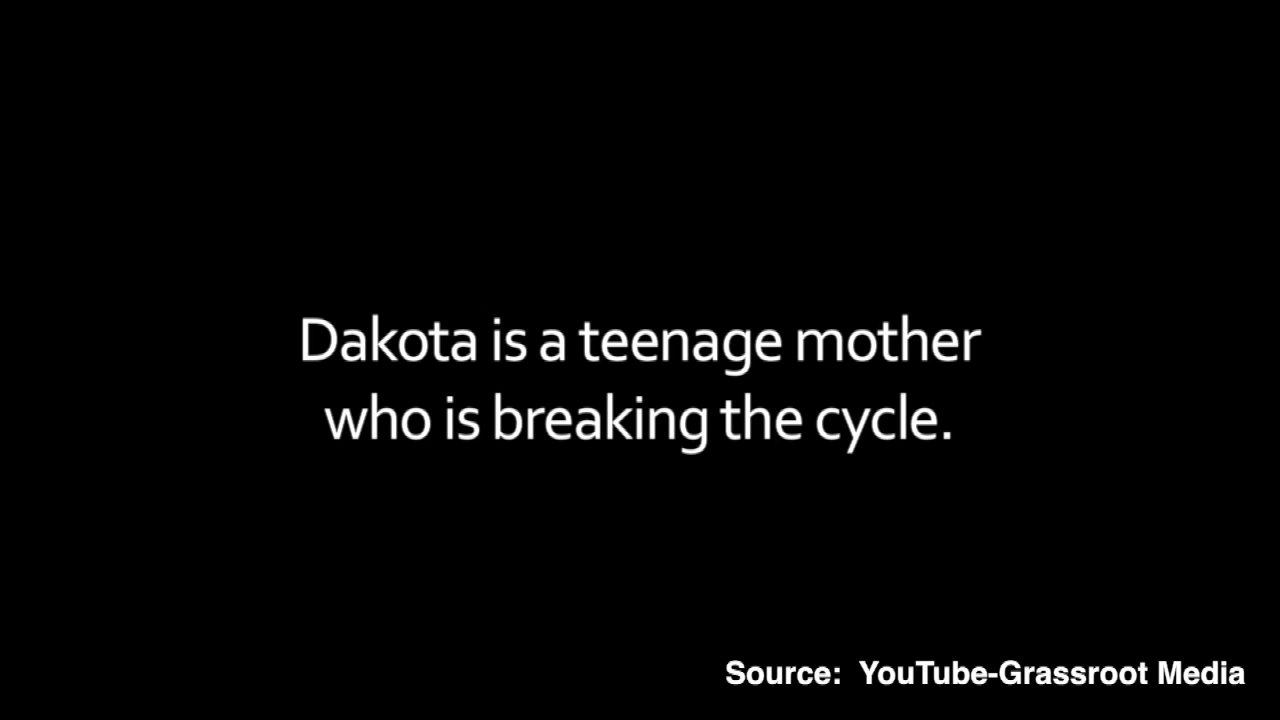 Dakota is a teenage mother
who is breaking the cycle.
Source:  YouTube-Grassroot Media